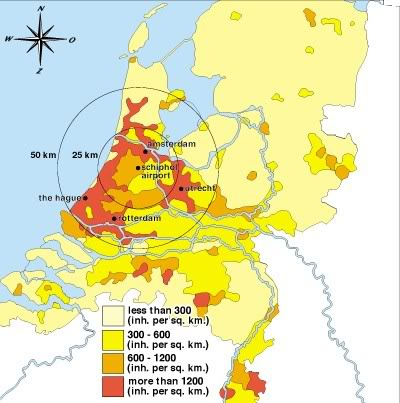 N
W
O
Z
50 km
25 km
amsterdam
schiphol
airport
utrecht
the hague
rotterdam
less than 300
(inh. per sq. km.)
300 - 600
(inh. per sq. km.)
600 - 1200
(inh. per sq. km.)
more than 1200
(inh. per sq. km.)